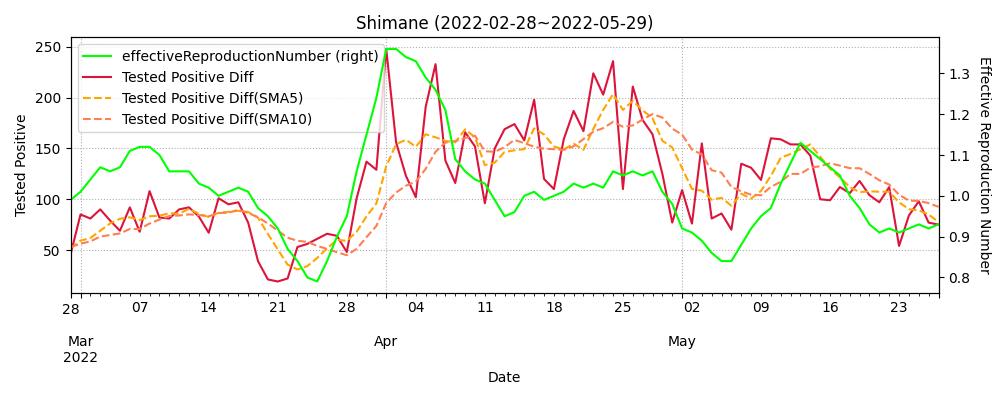 Shimane (2022-02-28~2022-05-29)
effectiveReproductionNumber (right)
Tested Positive Diff
Tested Positive Diff(SMA5)
Tested Positive Diff(SMA10)
250
200
150
100
50
Tested Positive
1.3
1.2
1.1
1.0
0.9
0.8
Effective Reproduction Number
28 07 14 21 28 04 11 18 25 02 09 16 23
Mar Apr May
2022
Date